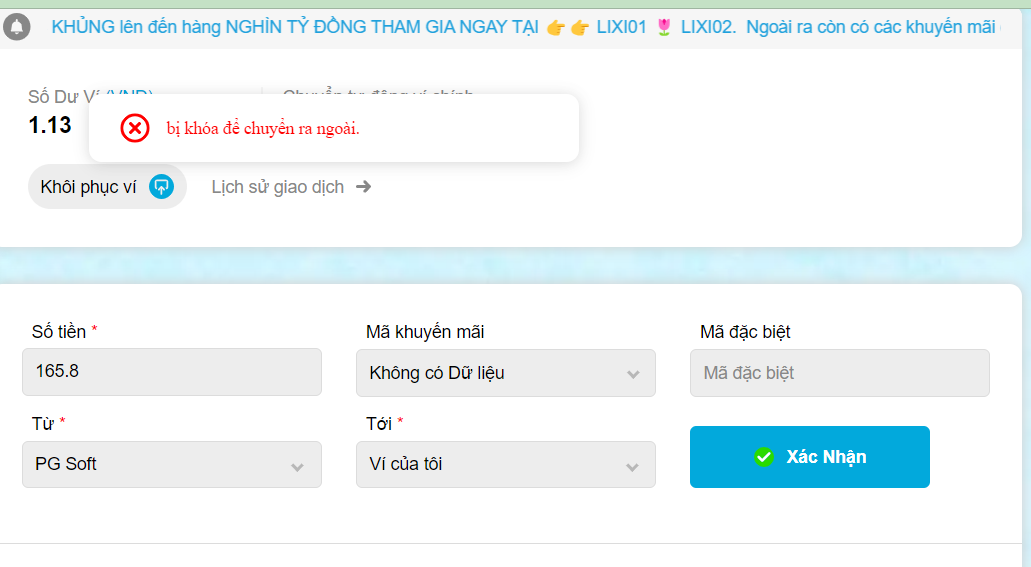 KHỦNG lên đến hàng NGHÌN TỶ ĐỒNG THAM GIA NGAY TẠI 👉👉 LIXI01 🌷 LIXI02. Ngoài ra còn có các khuyến mãi
Số Dư Ví (VND)
Chuyển tự động ví chính
1.13
bị khóa để chuyển ra ngoài.
Khôi phục ví
Lịch sử giao dịch ➔
Số tiền *
Mã khuyến mãi
Mã đặc biệt
165.8
Không có Dữ liệu
Mã đặc biệt
Từ *
Tới *
PG Soft
Ví của tôi
Xác Nhận